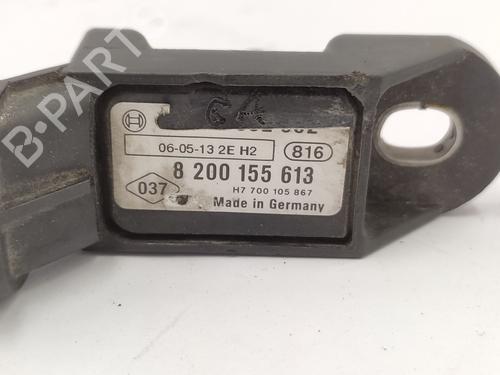 GA
06-05-13 2E H2 816
8 200 155 613
037
H7 700 105 867
Made in Germany
B-PARTS